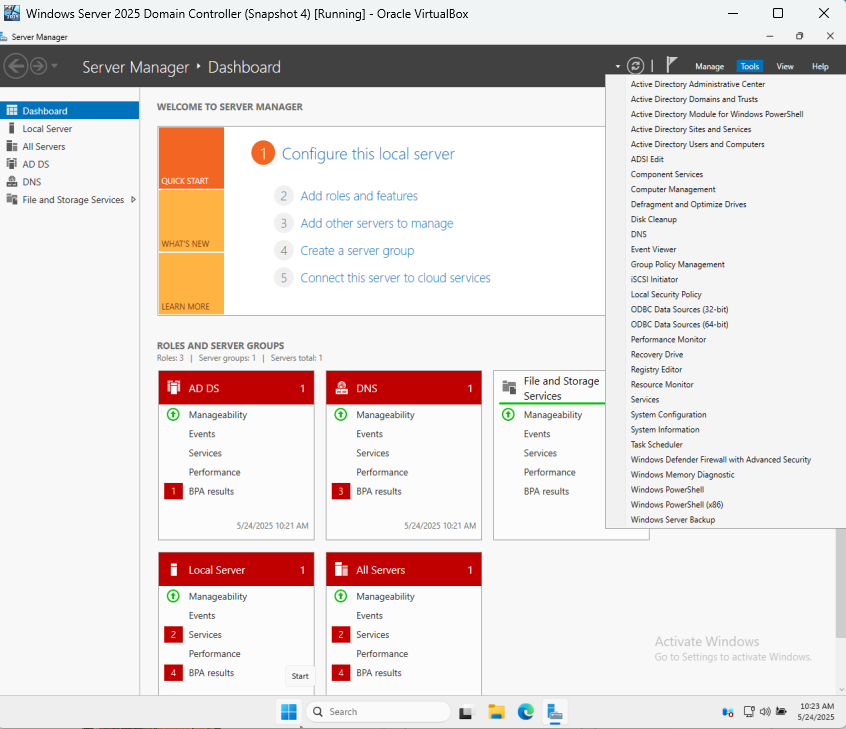 Windows Server 2025 Domain Controller (Snapshot 4) [Running] - Oracle VirtualBox
Server Manager
Server Manager • Dashboard
Manage Tools View Help
Dashboard
Local Server
All Servers
AD DS
DNS
File and Storage Services
WELCOME TO SERVER MANAGER
QUICK START
WHAT'S NEW
LEARN MORE
1 Configure this local server
2 Add roles and features
3 Add other servers to manage
4 Create a server group
5 Connect this server to cloud services
ROLES AND SERVER GROUPS
Roles: 3 | Server groups: 1 | Servers total: 1
AD DS 1
Manageability
Events
Services
Performance
1 BPA results
5/24/2025 10:21 AM
DNS 1
Manageability
Events
Services
Performance
3 BPA results
5/24/2025 10:21 AM
File and Storage
Services
Manageability
Events
Services
Performance
BPA results
Local Server 1
Manageability
Events
2 Services
Performance
4 BPA results
All Servers 1
Manageability
Events
2 Services
Performance
4 BPA results
Active Directory Administrative Center
Active Directory Domains and Trusts
Active Directory Module for Windows PowerShell
Active Directory Sites and Services
Active Directory Users and Computers
ADSI Edit
Component Services
Computer Management
Defragment and Optimize Drives
Disk Cleanup
DNS
Event Viewer
Group Policy Management
iSCSI Initiator
Local Security Policy
ODBC Data Sources (32-bit)
ODBC Data Sources (64-bit)
Performance Monitor
Recovery Drive
Registry Editor
Resource Monitor
Services
System Configuration
System Information
Task Scheduler
Windows Defender Firewall with Advanced Security
Windows Memory Diagnostic
Windows PowerShell
Windows PowerShell (x86)
Windows Server Backup
Activate Windows
Go to Settings to activate Windows.
Start
Search
10:23 AM
5/24/2025